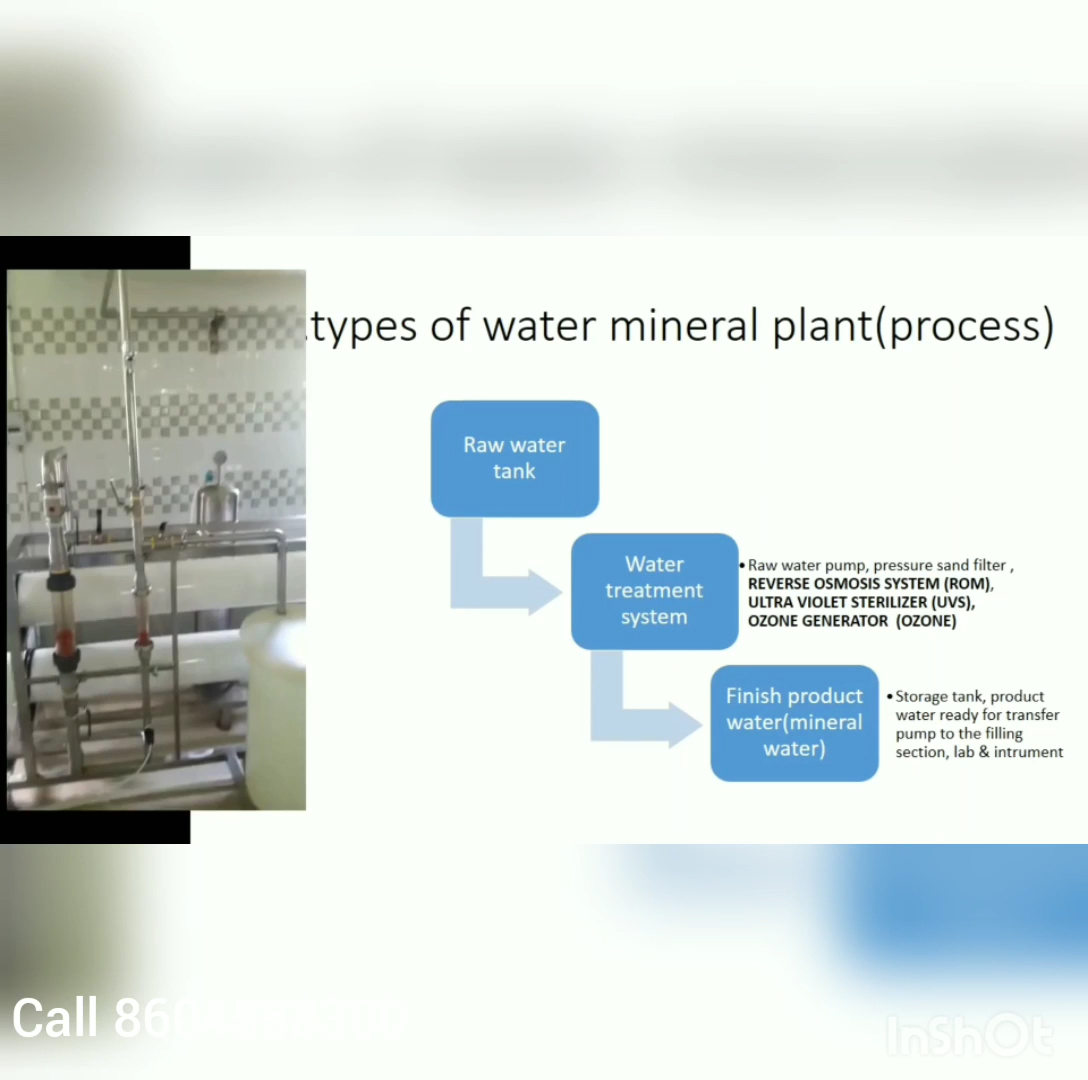 .types of water mineral plant(process)
Raw water
tank
Water
treatment
system
• Raw water pump, pressure sand filter ,
REVERSE OSMOSIS SYSTEM (ROM),
ULTRA VIOLET STERILIZER (UVS),
OZONE GENERATOR (OZONE)
Finish product
water(mineral
water)
• Storage tank, product
water ready for transfer
pump to the filling
section, lab & intrument
Call
InShOt